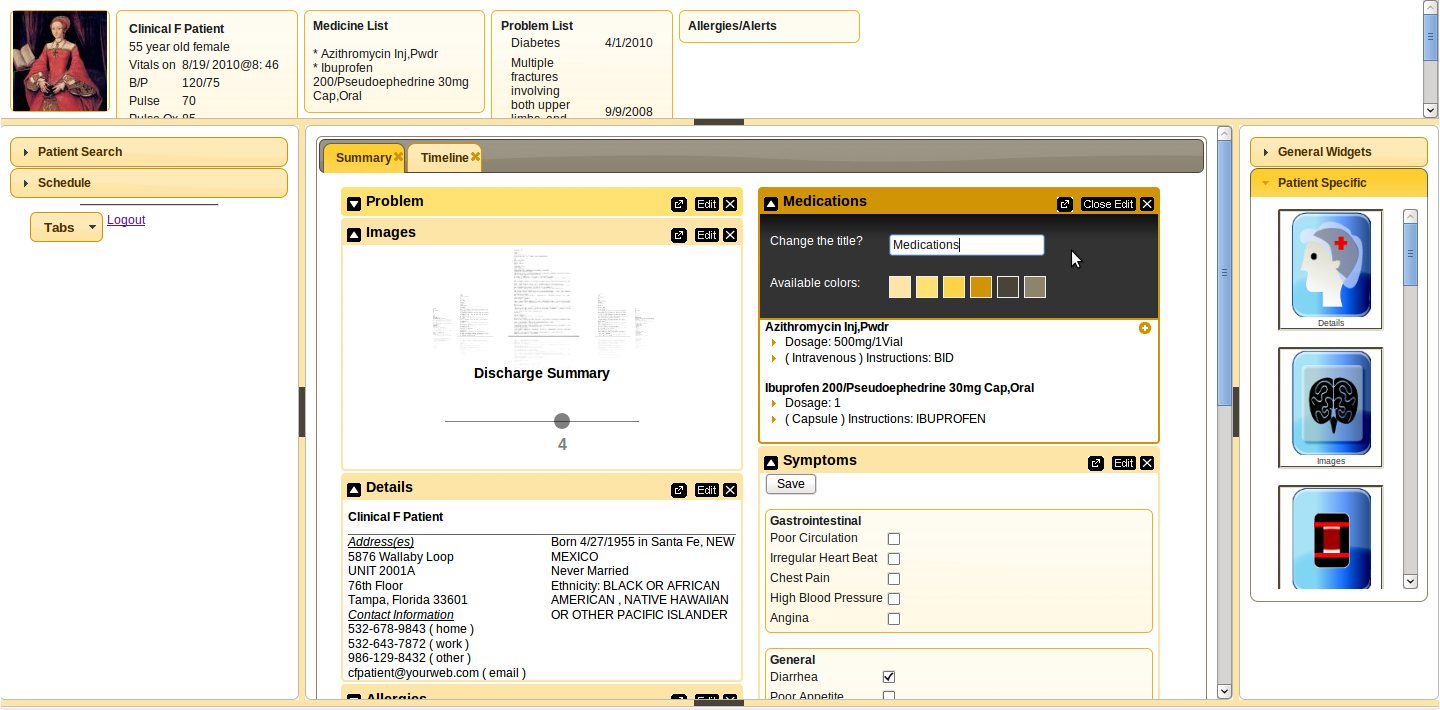 Clinical F Patient
55 year old female
Vitals on 8/19/ 2010@8: 46
B/P 120/75
Pulse 70
Pulse Ox 85
Medicine List
* Azithromycin Inj,Pwdr
* Ibuprofen
200/Pseudoephedrine 30mg
Cap,Oral
Problem List
Diabetes 4/1/2010
Multiple
fractures
involving
both upper
limbs, and 9/9/2008
Allergies/Alerts
Patient Search
Schedule
Tabs
Logout
Summary
Timeline
Problem
Edit
Images
Edit
Discharge Summary
4
Details
Edit
Clinical F Patient
Address(es)
5876 Wallaby Loop
UNIT 2001A
76th Floor
Tampa, Florida 33601
Contact Information
532-678-9843 ( home )
532-643-7872 ( work )
986-129-8432 ( other )
cfpatient@yourweb.com ( email )
Born 4/27/1955 in Santa Fe, NEW
MEXICO
Never Married
Ethnicity: BLACK OR AFRICAN
AMERICAN , NATIVE HAWAIIAN
OR OTHER PACIFIC ISLANDER
Allergies
Edit
Medications
Close Edit
Change the title? Medications
Available colors:
Azithromycin Inj,Pwdr
Dosage: 500mg/1Vial
( Intravenous ) Instructions: BID
Ibuprofen 200/Pseudoephedrine 30mg Cap,Oral
Dosage: 1
( Capsule ) Instructions: IBUPROFEN
Symptoms
Edit
Save
Gastrointestinal
Poor Circulation
Irregular Heart Beat
Chest Pain
High Blood Pressure
Angina
General
Diarrhea
Poor Appetite
General Widgets
Patient Specific
Details
Images